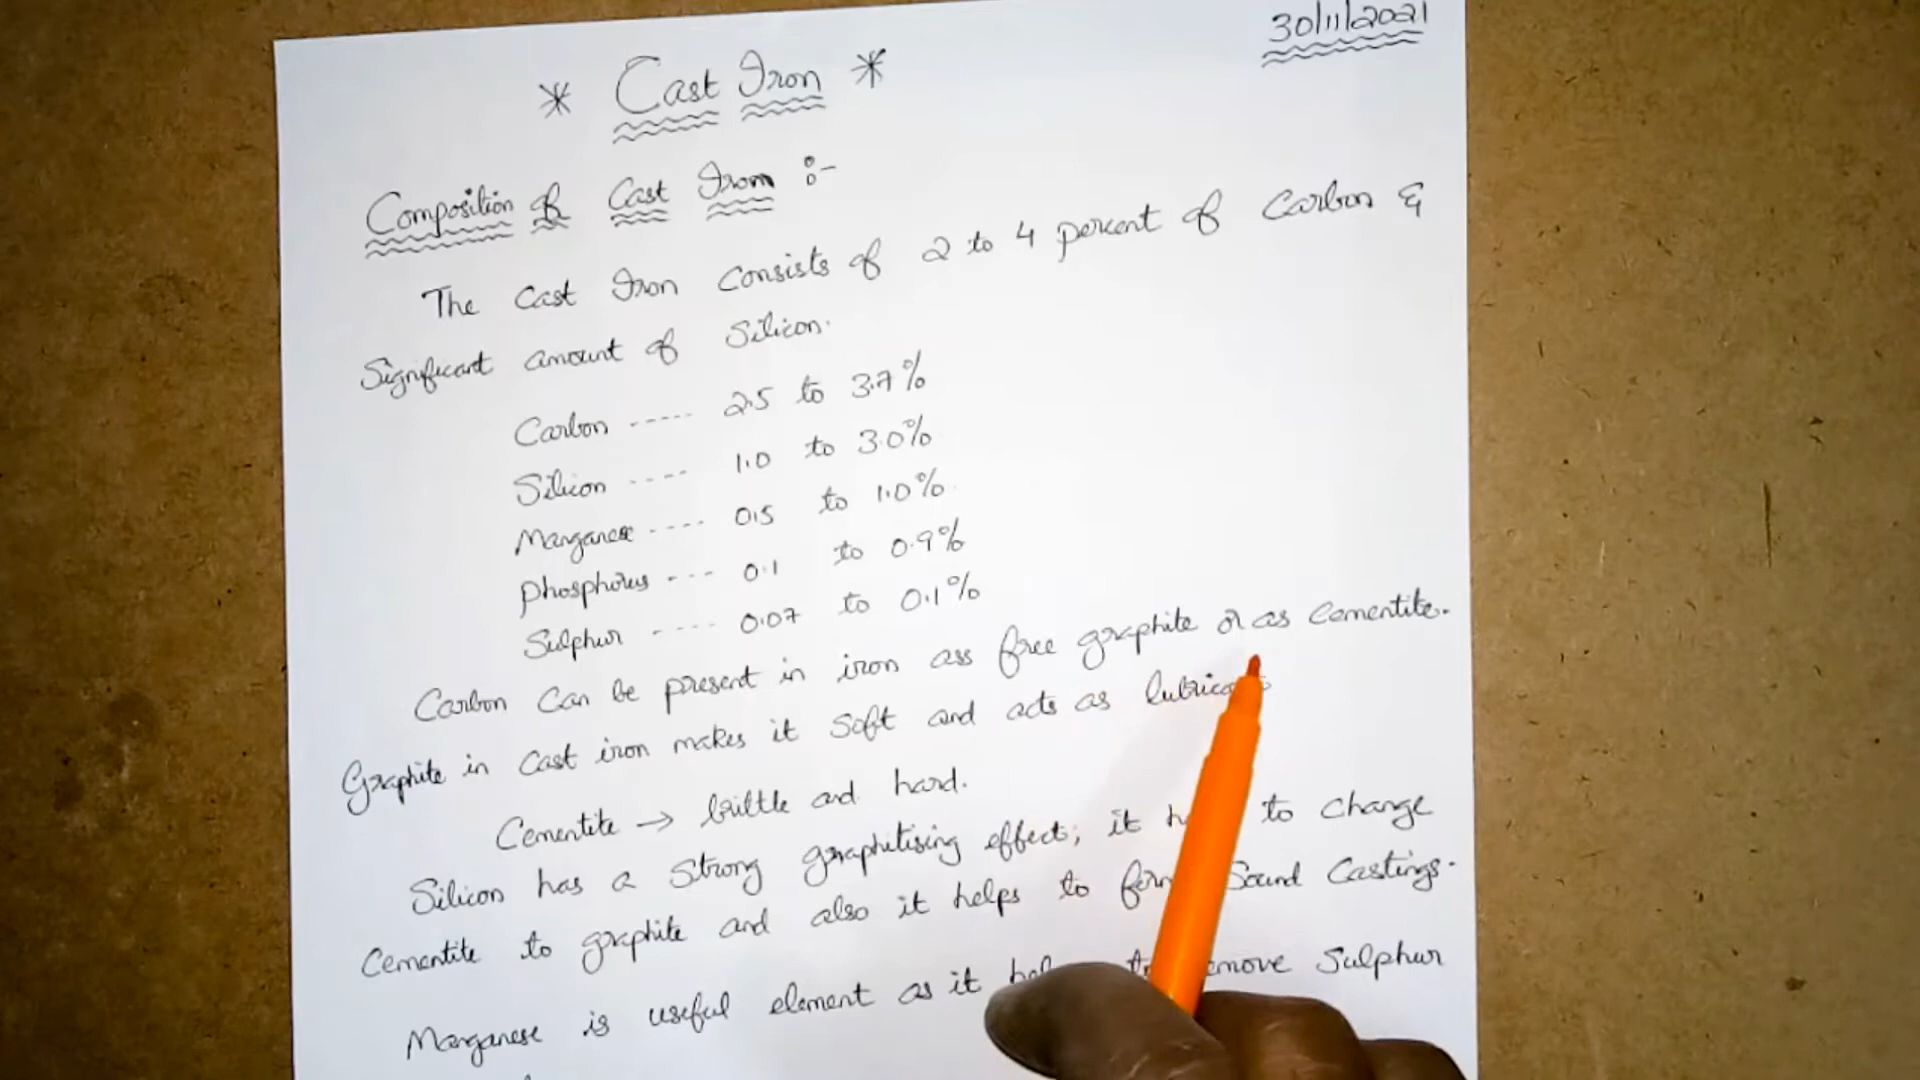 30/11/2021
* Cast Iron *
Composition of Cast Iron :-
The Cast Iron consists of 2 to 4 percent of Carbon &
Significant amount of Silicon.
Carbon ----- 2.5 to 3.7%
Silicon ---- 1.0 to 3.0%
Manganese ---- 0.5 to 1.0%
Phosphorus --- 0.1 to 0.9%
Sulphur ---- 0.07 to 0.1%
Carbon Can be present in iron ass free graphite or as Cementite.
Graphite in Cast iron makes it Soft and acts as
Cementite → brittle and hard.
Silicon has a Strong graphitising effect; it to change
Cementite to graphite and also it helps to Sound Castings.
Manganese is useful element as it Sulphur